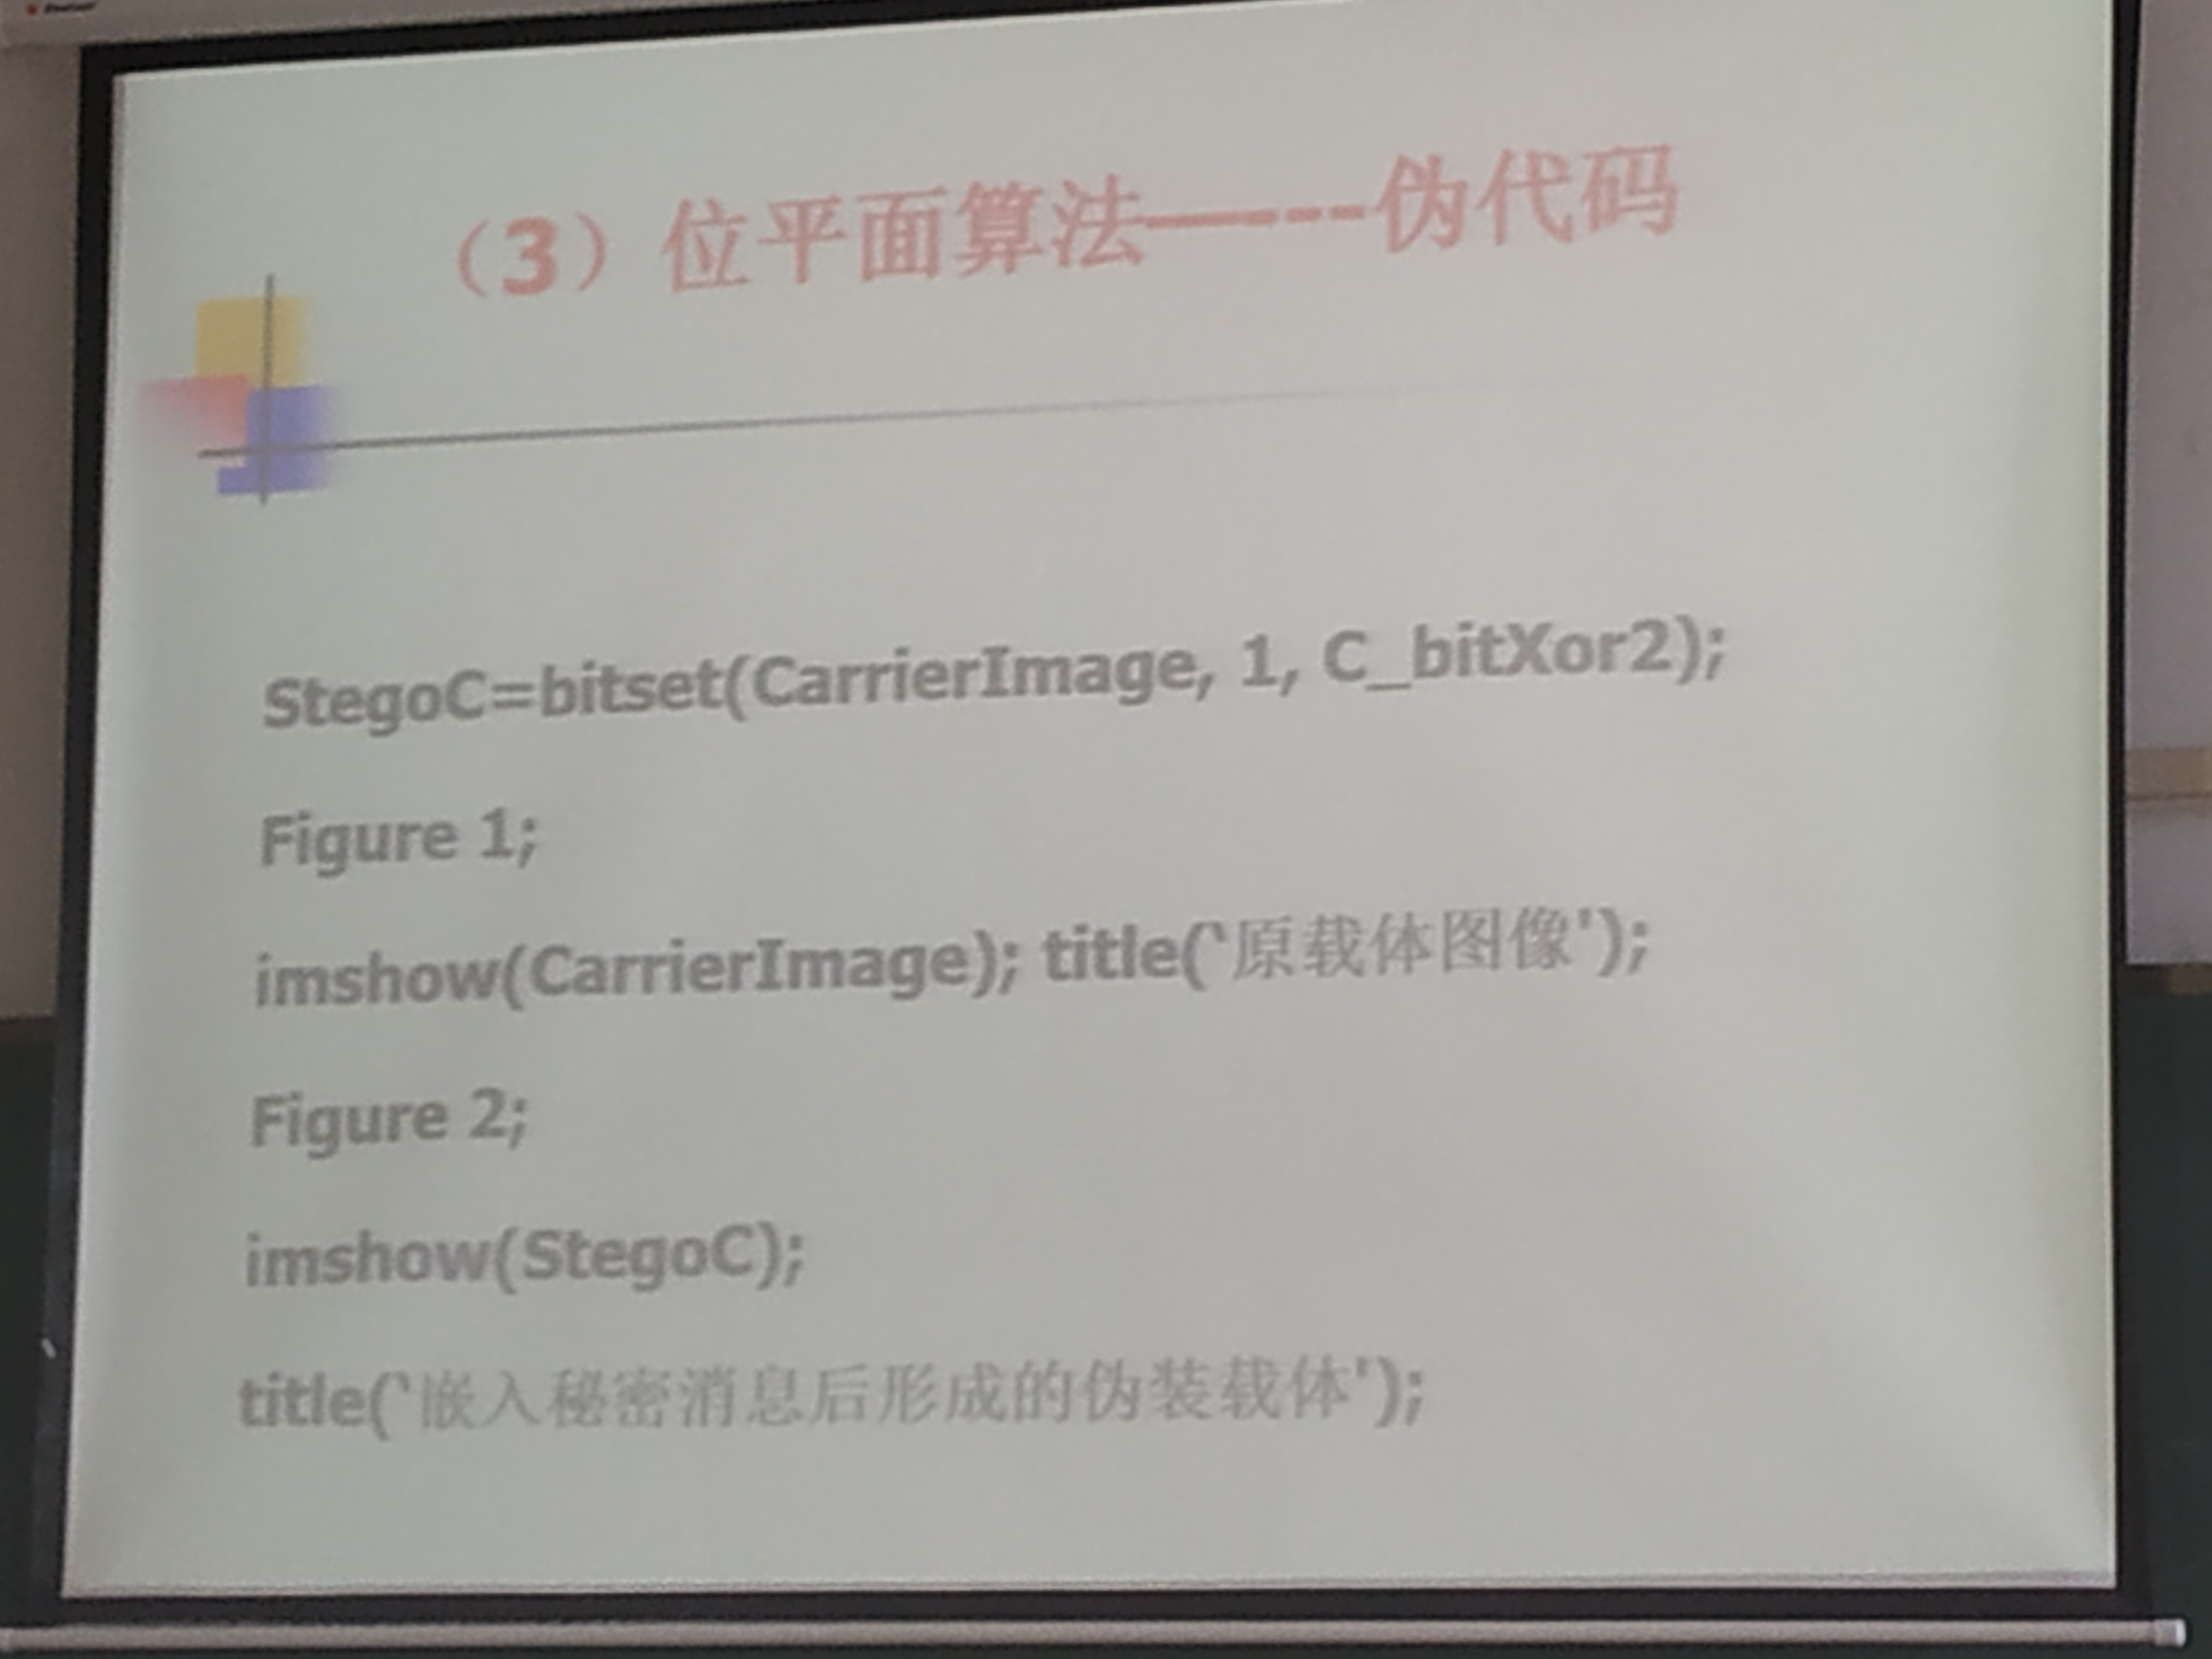 （3）位平面算法——---伪代码
StegoC=bitset(CarrierImage, 1, C_bitXor2);
Figure 1;
imshow(CarrierImage); title(‘原载体图像');
Figure 2;
imshow(StegoC);
title(‘嵌入秘密消息后形成的伪装载体');